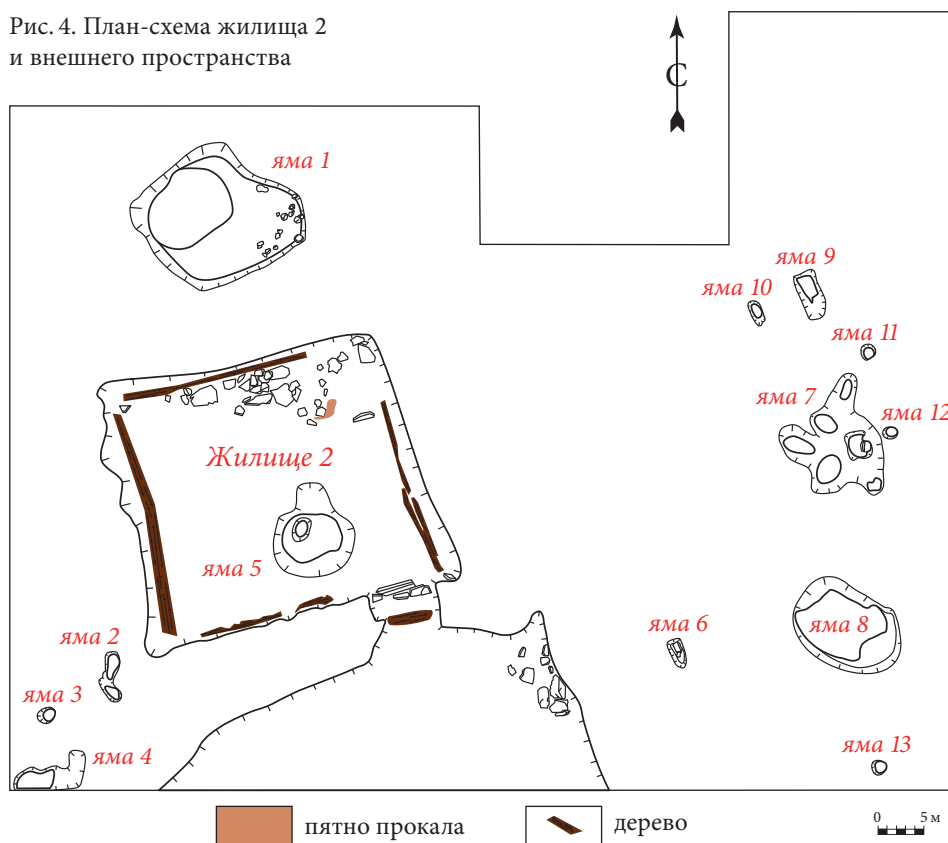 Рис. 4. План-схема жилища 2
и внешнего пространства
С
яма 1
яма 9
яма 10
яма 11
яма 7
яма 12
Жилище 2
яма 5
яма 2
яма 6
яма 8
яма 3
яма 4
яма 13
пятно прокала
дерево
0 5 м